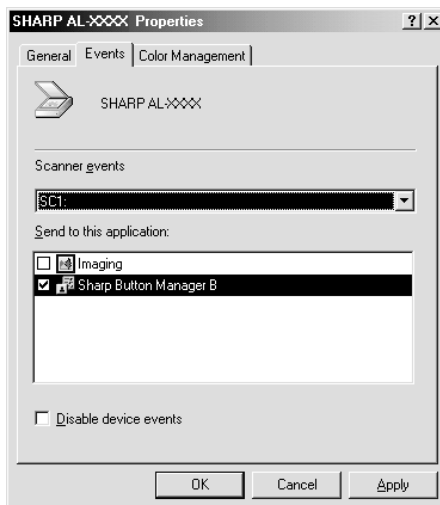 SHARP AL-XXXX Properties
General Events Color Management
SHARP AL-XXXX
Scanner events
SC1:
Send to this application:
Imaging
Sharp Button Manager B
Disable device events
OK Cancel Apply